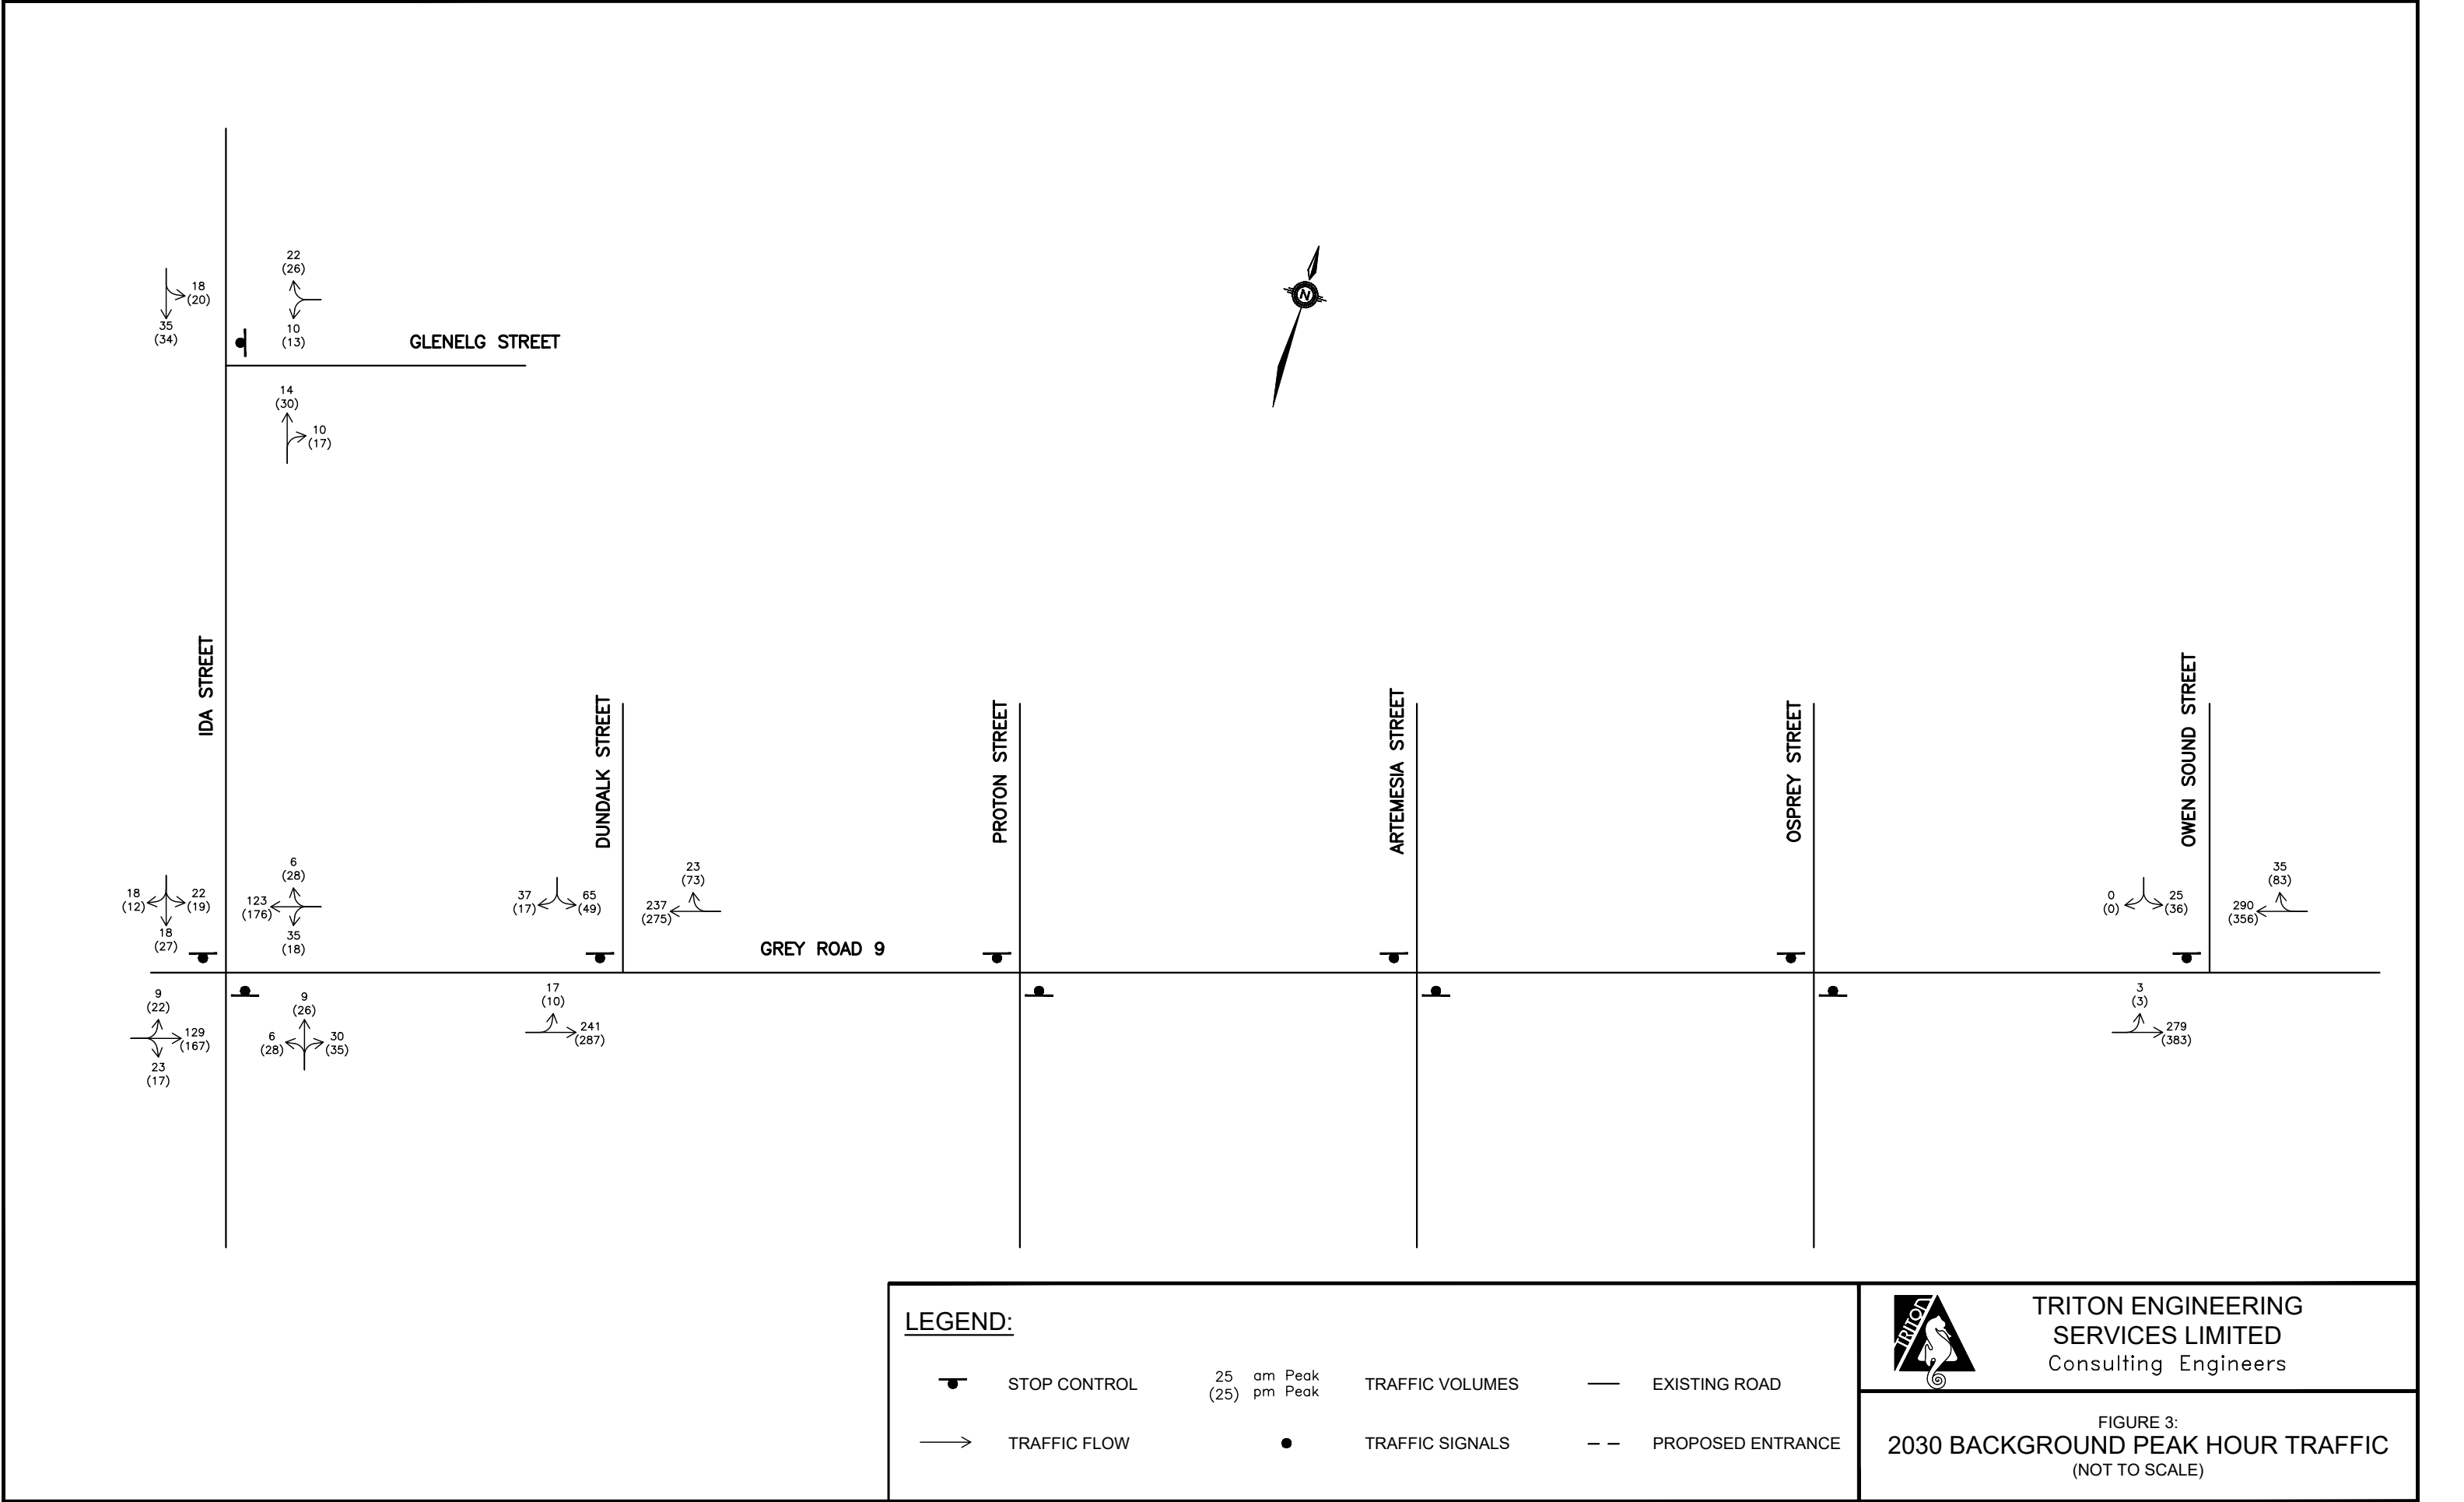 22
(26)
18
(20)
35
(34)
10
(13)
GLENELG STREET
14
(30)
10
(17)
N
IDA STREET
DUNDALK STREET
PROTON STREET
ARTEMESIA STREET
OSPREY STREET
OWEN SOUND STREET
18
(12)
22
(19)
18
(27)
6
(28)
123
(176)
35
(18)
37
(17)
65
(49)
23
(73)
237
(275)
GREY ROAD 9
0
(0)
25
(36)
35
(83)
290
(356)
9
(22)
129
(167)
23
(17)
9
(26)
6
(28)
30
(35)
17
(10)
241
(287)
3
(3)
279
(383)
LEGEND:
STOP CONTROL
25 am Peak
(25) pm Peak
TRAFFIC VOLUMES
EXISTING ROAD
TRAFFIC FLOW
TRAFFIC SIGNALS
PROPOSED ENTRANCE
TRITON
TRITON ENGINEERING
SERVICES LIMITED
Consulting Engineers
FIGURE 3:
2030 BACKGROUND PEAK HOUR TRAFFIC
(NOT TO SCALE)